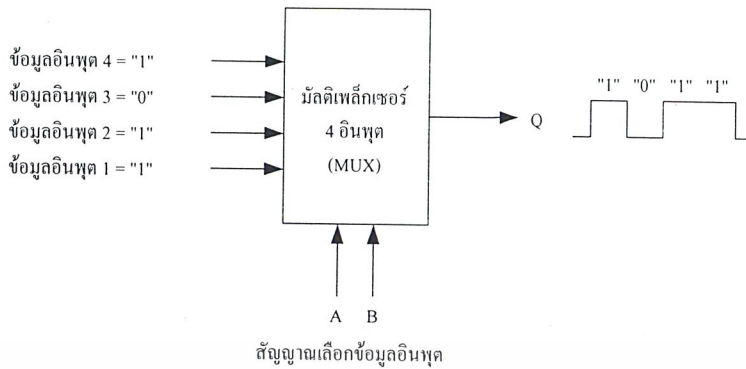 ข้อมูลอินพุต 4 = "1"
ข้อมูลอินพุต 3 = "0"
ข้อมูลอินพุต 2 = "1"
ข้อมูลอินพุต 1 = "1"
มัลติเพล็กเซอร์
4 อินพุต
(MUX)
Q
"1" "0" "1" "1"
A B
สัญญาณเลือกข้อมูลอินพุต